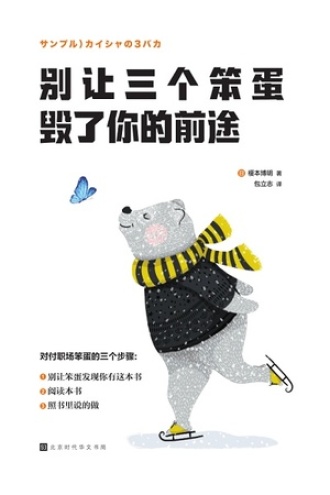 サンプル)カイシャの3バカ
别让三个笨蛋
毁了你的前途
日 榎本博明 著
包立志 译
对付职场笨蛋的三个步骤:
1 别让笨蛋发现你有这本书
2 阅读本书
3 照书里说的做
北京时代华文书局